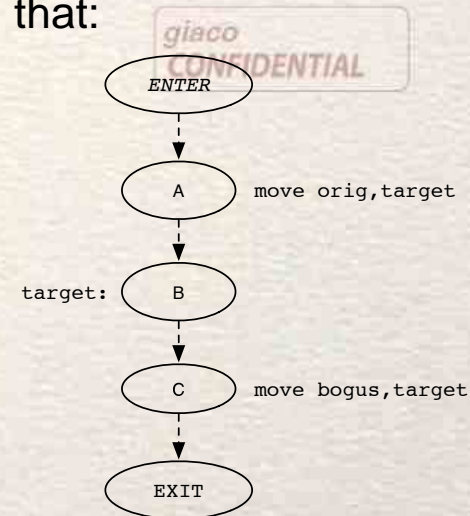 that:
giaco
CONFIDENTIAL
ENTER
A move orig,target
target: B
C move bogus,target
EXIT